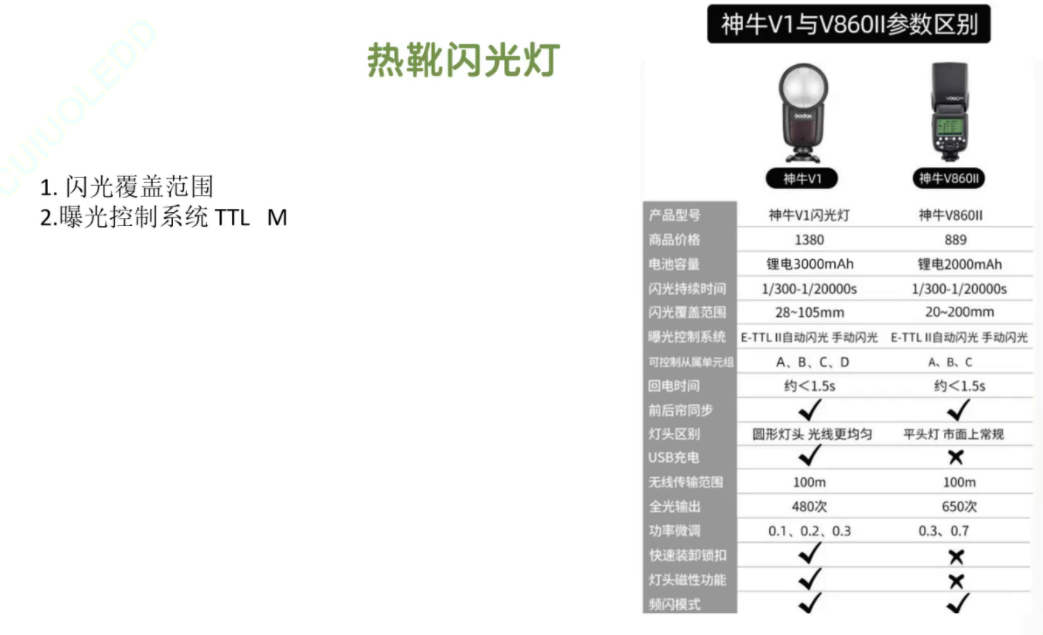 CUIUOLEDD
热靴闪光灯
1. 闪光覆盖范围
2.曝光控制系统 TTL M
神牛V1与V860II参数区别
Godox
神牛V1 神牛V860II
产品型号 神牛V1闪光灯 神牛V860II
商品价格 1380 889
电池容量 锂电3000mAh 锂电2000mAh
闪光持续时间 1/300-1/20000s 1/300-1/20000s
闪光覆盖范围 28~105mm 20~200mm
曝光控制系统 E-TTL II自动闪光 手动闪光 E-TTL II自动闪光 手动闪光
可控制从属单元组 A、B、C、D A、B、C
回电时间 约<1.5s 约<1.5s
前后帘同步 ✓ ✓
灯头区别 圆形灯头 光线更均匀 平头灯 市面上常规
USB充电 ✓ ✗
无线传输范围 100m 100m
全光输出 480次 650次
功率微调 0.1、0.2、0.3 0.3、0.7
快速装卸锁扣 ✓ ✗
灯头磁性功能 ✓ ✗
频闪模式 ✓ ✓